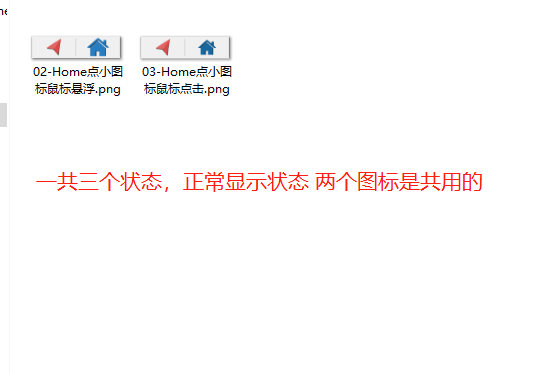 02-Home点小图
标鼠标悬浮.png
03-Home点小图
标鼠标点击.png
一共三个状态，正常显示状态 两个图标是共用的